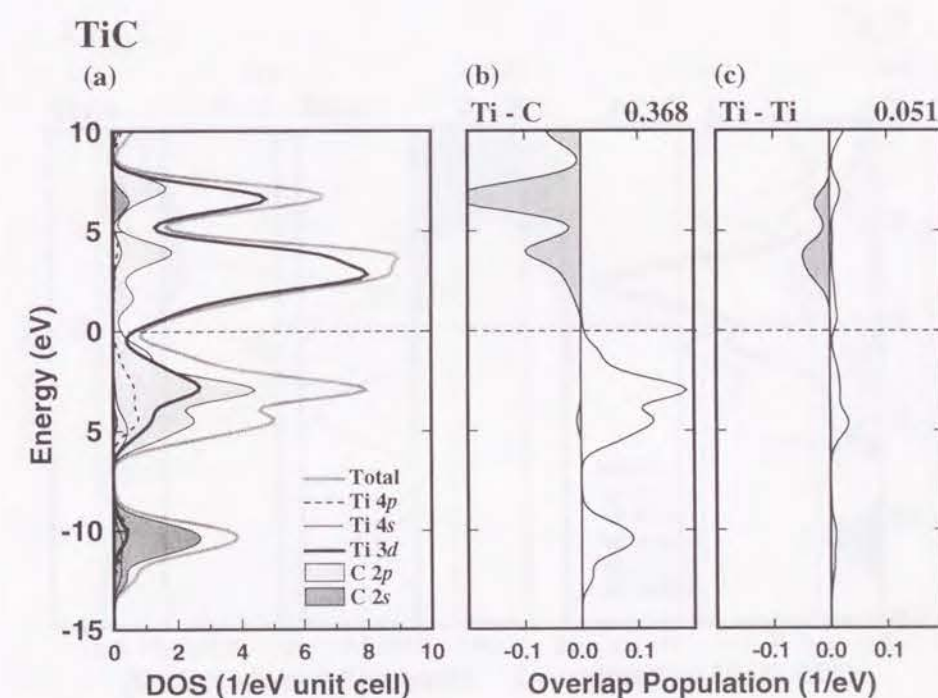 TiC
(a)
(b)
(c)
Ti - C 0.368
Ti - Ti 0.051
10
5
0
5
-10
-15
Energy (eV)
Total
Ti 4p
Ti 4s
Ti 3d
C 2p
C 2s
0 2 4 6 8 10
-0.1 0.0 0.1
-0.1 0.0 0.1
DOS (1/eV unit cell)
Overlap Population (1/eV)